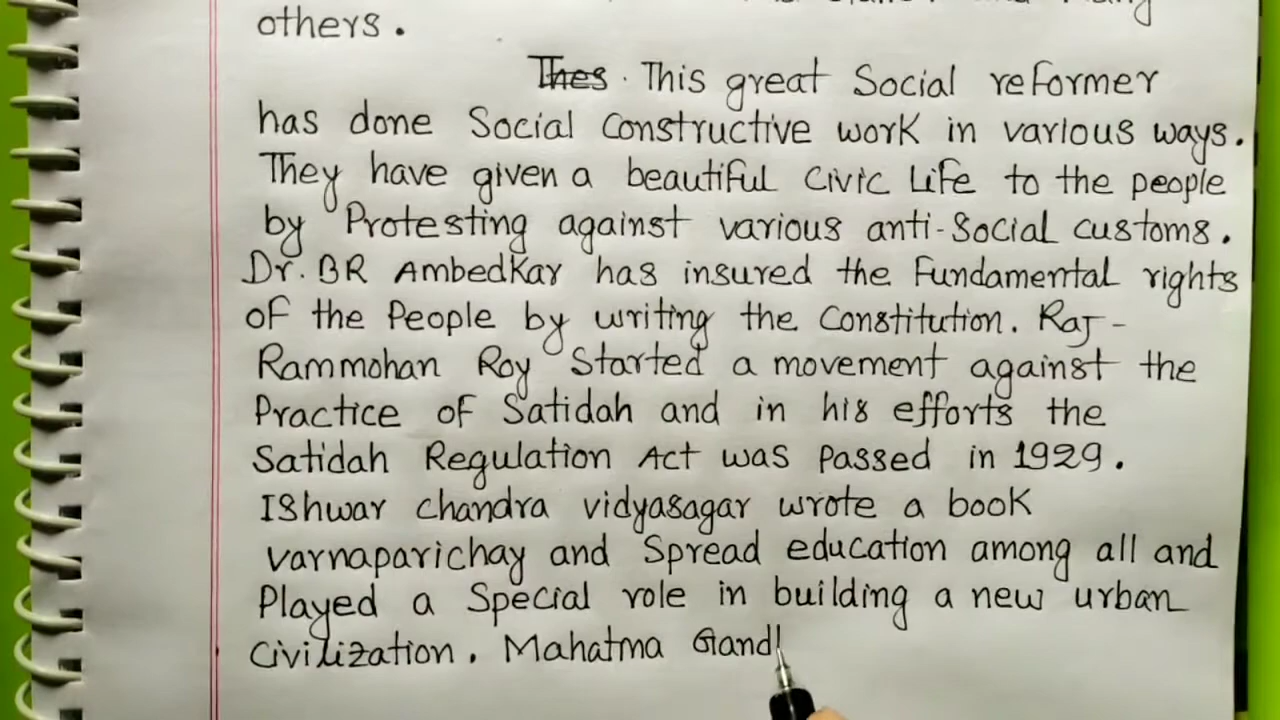 others.
Thes. This great Social reformer
has done Social Constructive work in various ways.
They have given a beautiful Civic Life to the people
by Protesting against various anti-Social customs.
Dr. BR Ambedkar has insured the Fundamental rights
of the People by writing the Constitution. Raj-
Rammohan Roy Started a movement against the
Practice of Satidah and in his efforts the
Satidah Regulation Act was passed in 1929.
Ishwar chandra vidyasagar wrote a book
varnaparichay and Spread education among all and
Played a Special role in building a new urban
Civilization. Mahatma Gandl